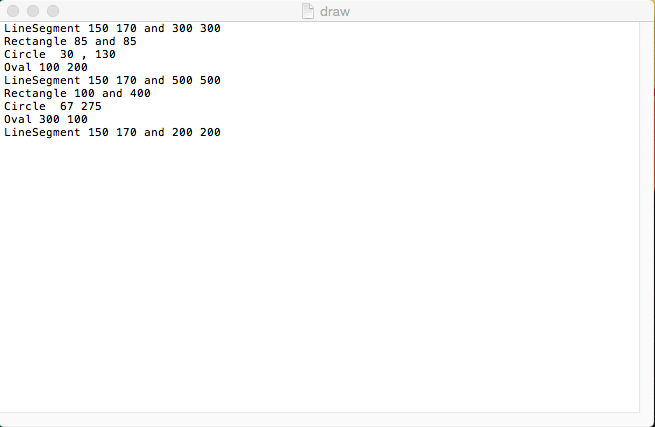 draw
LineSegment 150 170 and 300 300
Rectangle 85 and 85
Circle  30 , 130
Oval 100 200
LineSegment 150 170 and 500 500
Rectangle 100 and 400
Circle  67 275
Oval 300 100
LineSegment 150 170 and 200 200